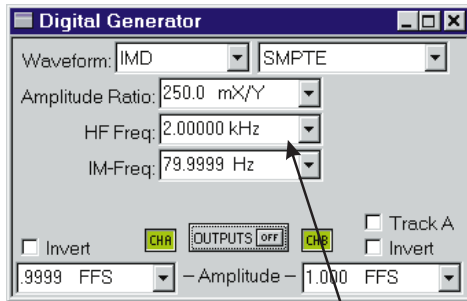 Digital Generator
Waveform: IMD SMPTE
Amplitude Ratio: 250.0 mX/Y
HF Freq: 2.00000 kHz
IM-Freq: 79.9999 Hz
Track A
Invert CHA OUTPUTS OFF CHB Invert
.9999 FFS – Amplitude – 1.000 FFS